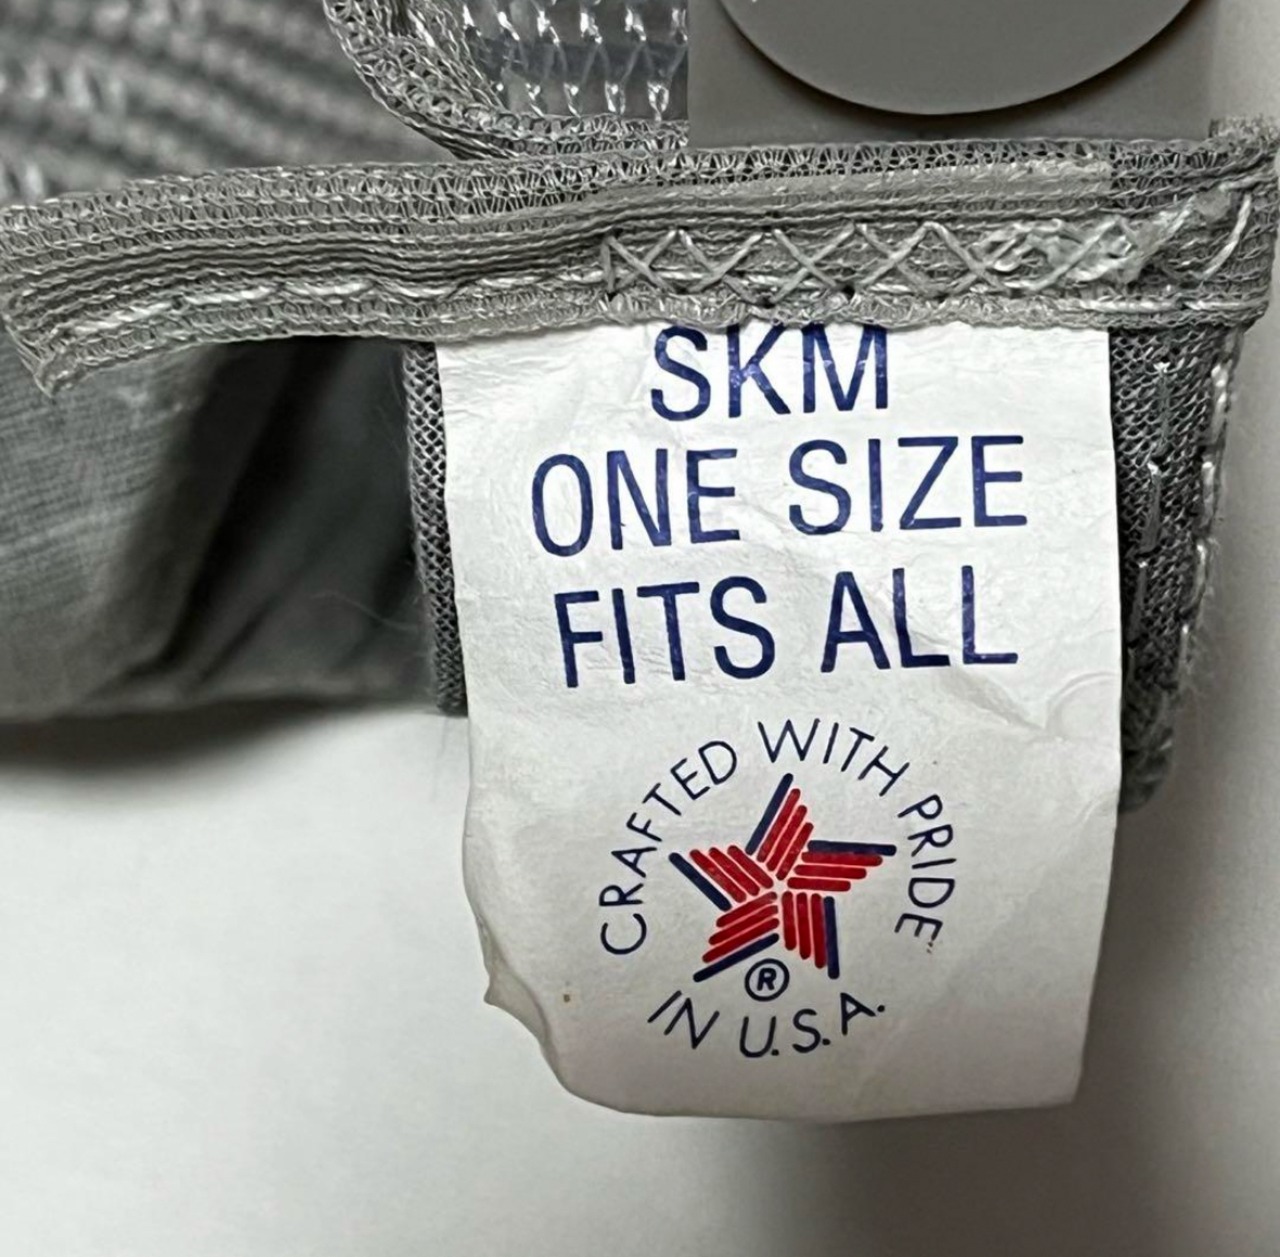 SKM
ONE SIZE
FITS ALL
CRAFTED WITH PRIDE
®
IN U.S.A.